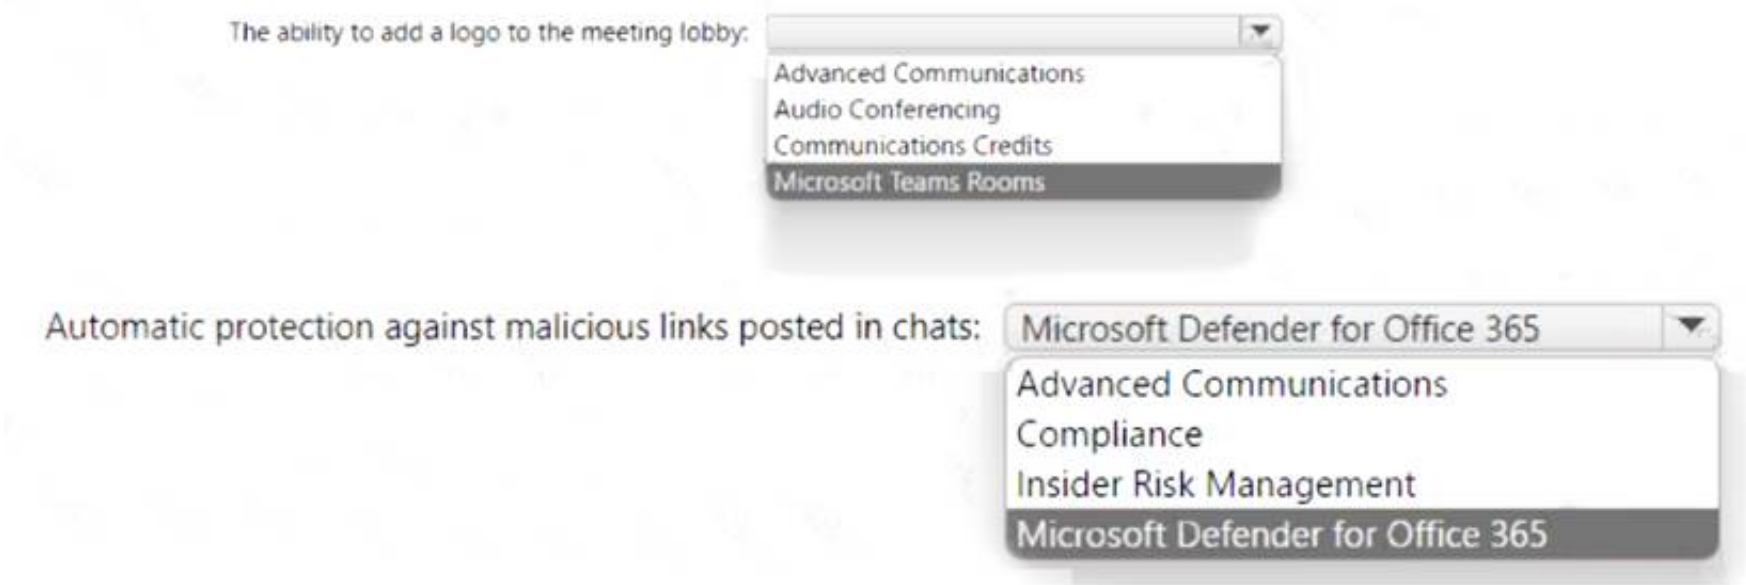 The ability to add a logo to the meeting lobby:
Advanced Communications
Audio Conferencing
Communications Credits
Microsoft Teams Rooms
Automatic protection against malicious links posted in chats: Microsoft Defender for Office 365
Advanced Communications
Compliance
Insider Risk Management
Microsoft Defender for Office 365